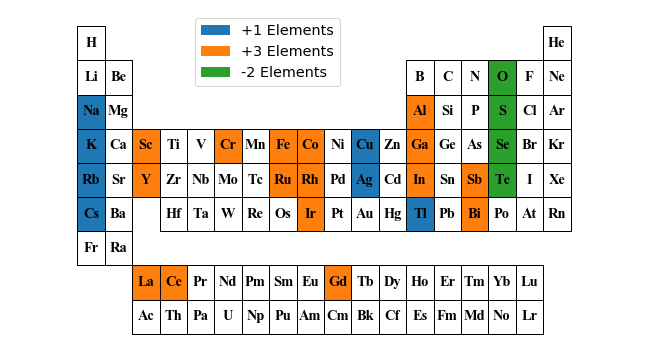 +1 Elements
+3 Elements
-2 Elements
H He
Li Be B C N O F Ne
Na Mg Al Si P S Cl Ar
K Ca Sc Ti V Cr Mn Fe Co Ni Cu Zn Ga Ge As Se Br Kr
Rb Sr Y Zr Nb Mo Tc Ru Rh Pd Ag Cd In Sn Sb Te I Xe
Cs Ba Hf Ta W Re Os Ir Pt Au Hg Tl Pb Bi Po At Rn
Fr Ra
La Ce Pr Nd Pm Sm Eu Gd Tb Dy Ho Er Tm Yb Lu
Ac Th Pa U Np Pu Am Cm Bk Cf Es Fm Md No Lr